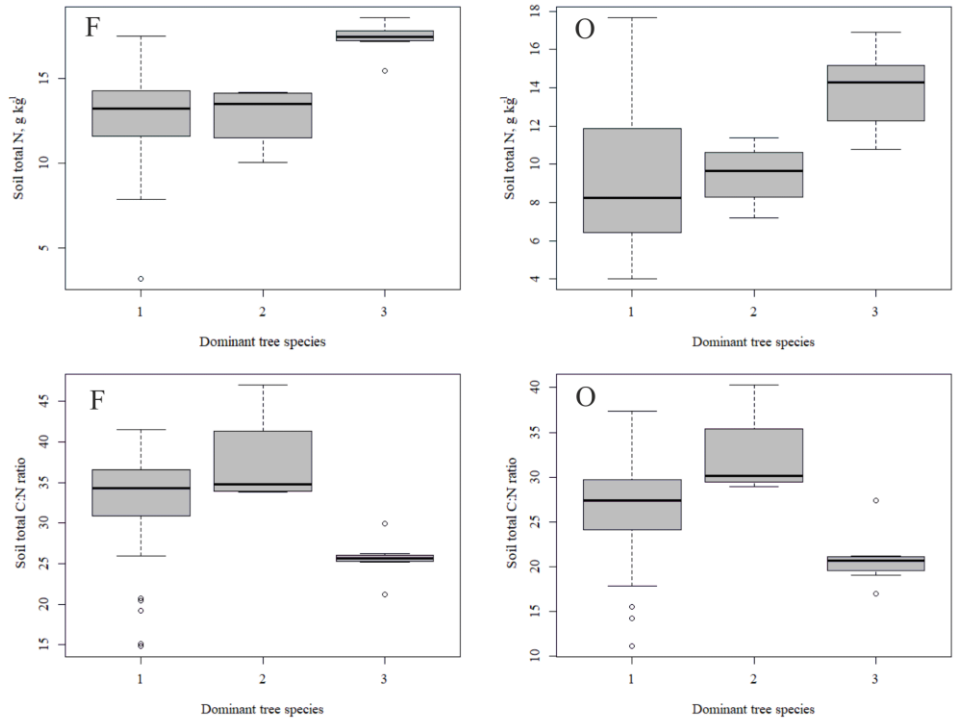 F
15
10
5
Soil total N, g kg⁻¹
1 2 3
Dominant tree species
O
18
16
14
12
10
8
6
4
Soil total N, g kg⁻¹
1 2 3
Dominant tree species
F
45
40
35
30
25
20
15
Soil total C:N ratio
1 2 3
Dominant tree species
O
40
35
30
25
20
15
10
Soil total C:N ratio
1 2 3
Dominant tree species